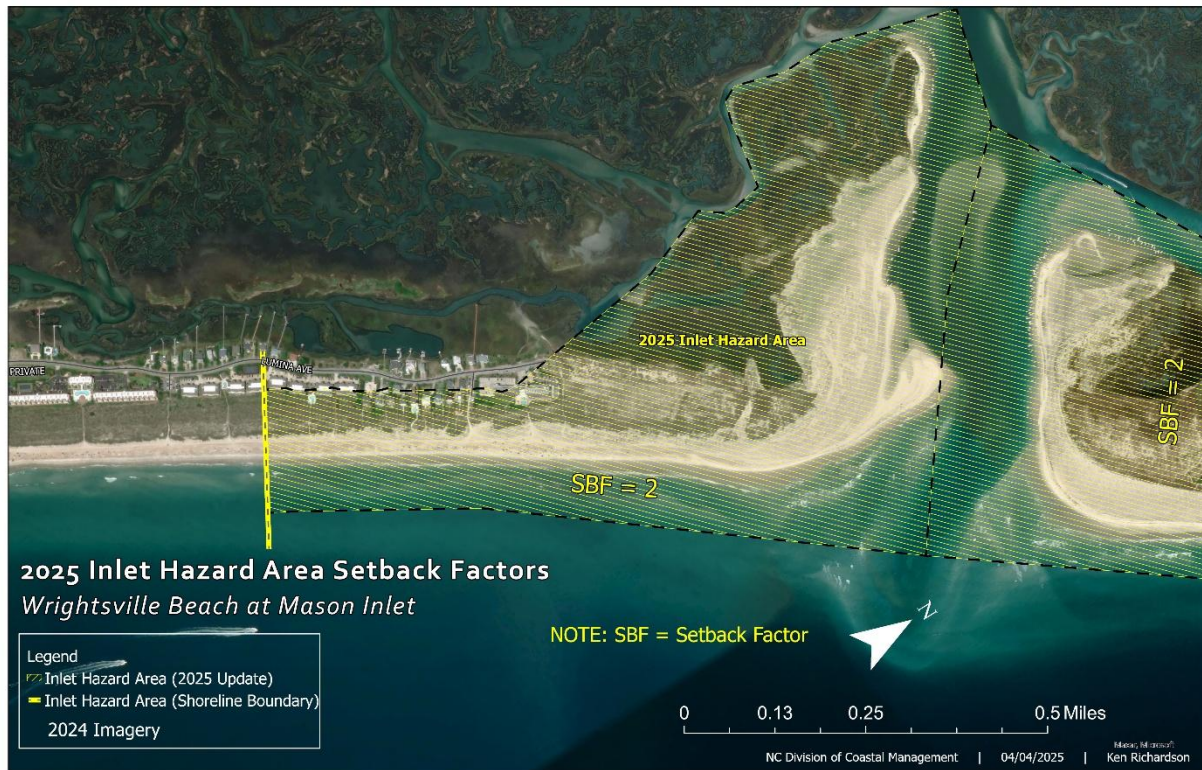 PRIVATE
LUMINA AVE
2025 Inlet Hazard Area
SBF = 2
SBF = 2
2025 Inlet Hazard Area Setback Factors
Wrightsville Beach at Mason Inlet
NOTE: SBF = Setback Factor
N
Legend
Inlet Hazard Area (2025 Update)
Inlet Hazard Area (Shoreline Boundary)
2024 Imagery
0 0.13 0.25 0.5 Miles
Maxar, Microsoft
NC Division of Coastal Management | 04/04/2025 | Ken Richardson